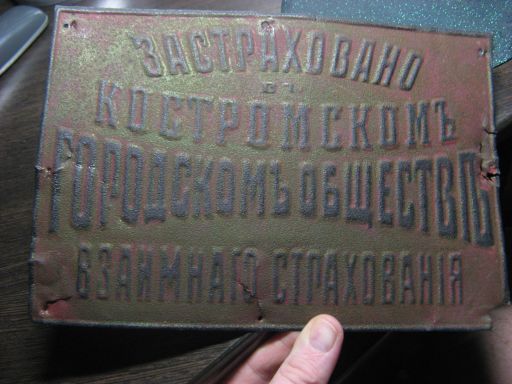 ЗАСТРАХОВАНО
ВЪ
КОСТРОМСКОМЪ
ГОРОДСКОМЪ ОБЩЕСТВѢ
ВЗАИМНАГО СТРАХОВАНІЯ